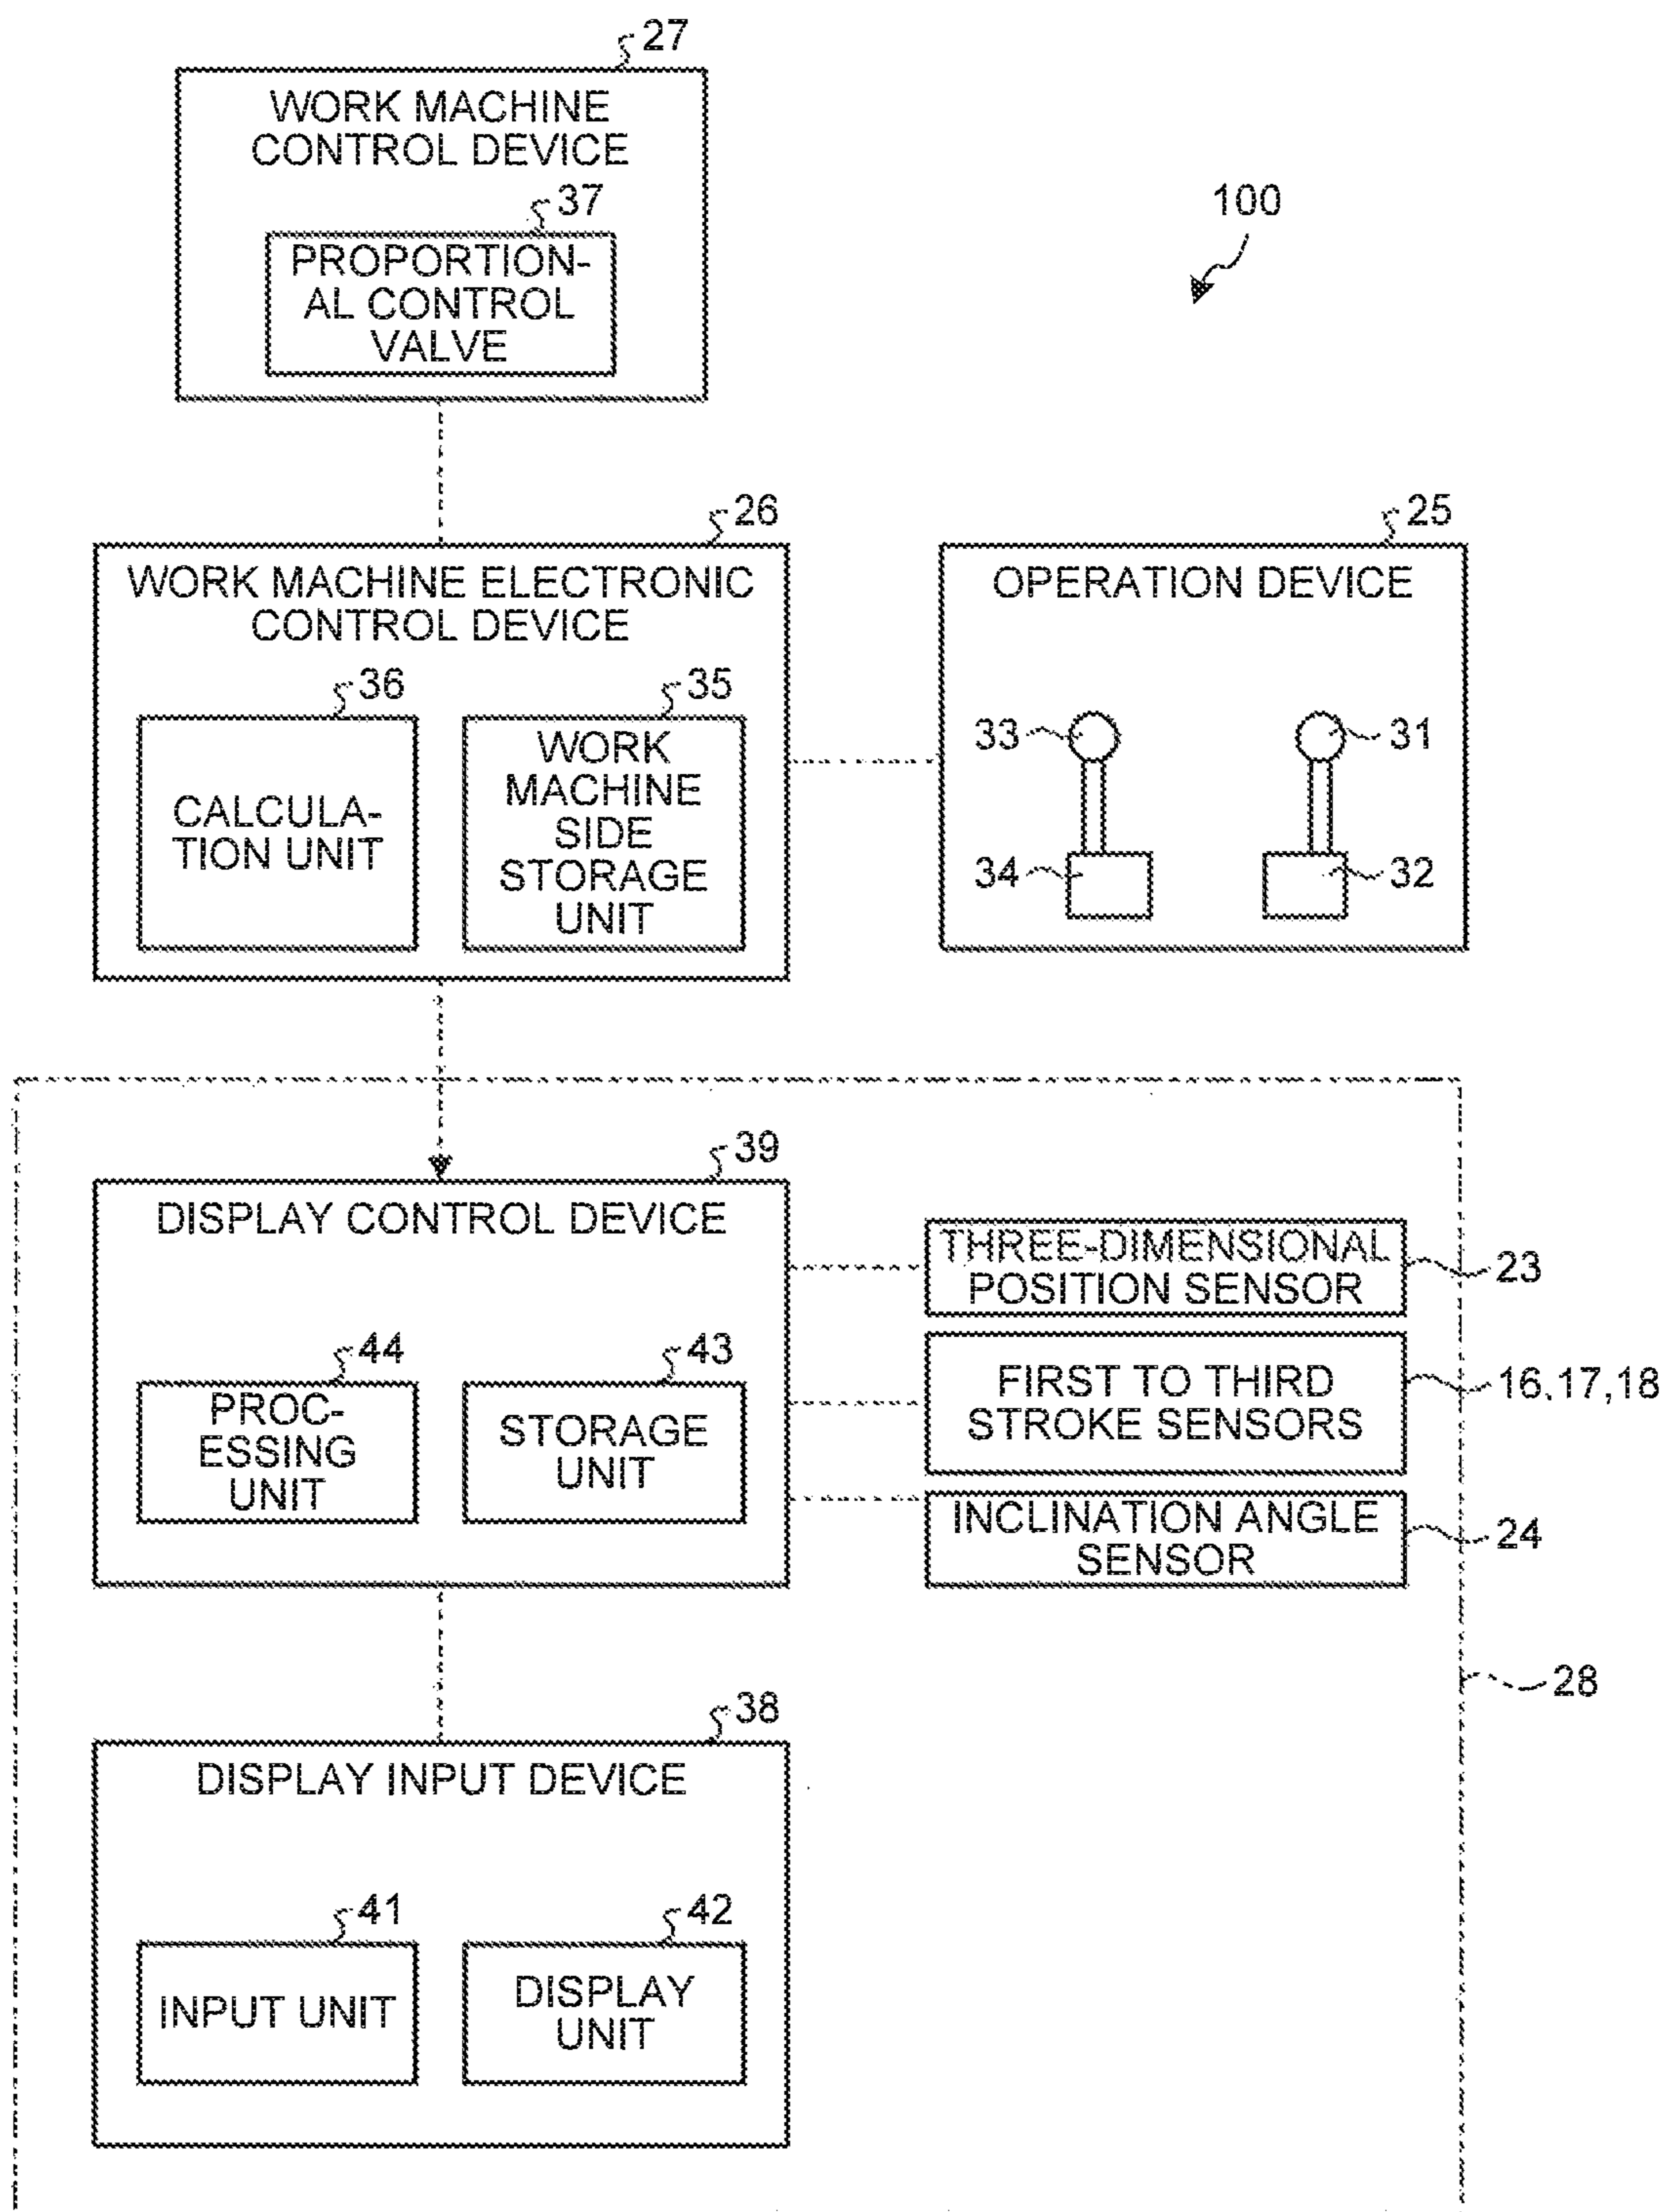 27
WORK MACHINE
CONTROL DEVICE
37
PROPORTION-
AL CONTROL
VALVE
100
26
WORK MACHINE ELECTRONIC
CONTROL DEVICE
36
CALCULA-
TION UNIT
35
WORK
MACHINE
SIDE
STORAGE
UNIT
25
OPERATION DEVICE
33
31
34
32
39
DISPLAY CONTROL DEVICE
44
PROC-
ESSING
UNIT
43
STORAGE
UNIT
THREE-DIMENSIONAL
POSITION SENSOR
23
FIRST TO THIRD
STROKE SENSORS
16,17,18
INCLINATION ANGLE
SENSOR
24
28
38
DISPLAY INPUT DEVICE
41
INPUT UNIT
42
DISPLAY
UNIT